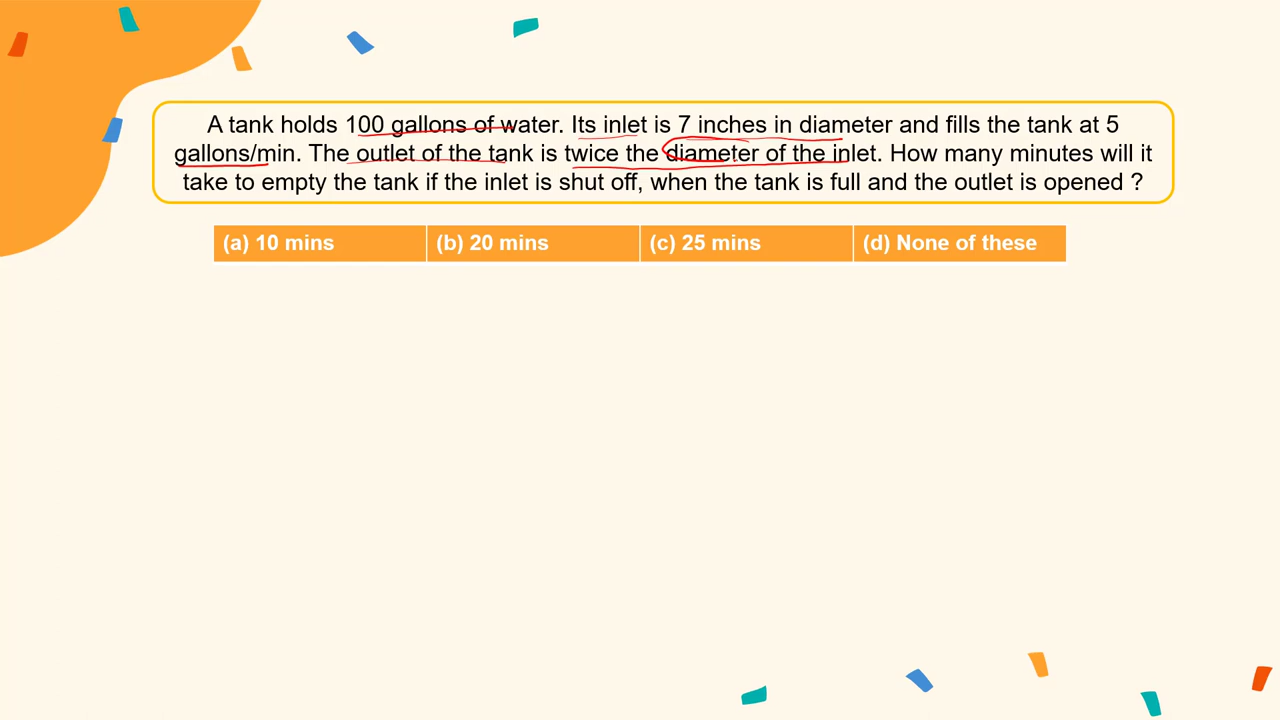 A tank holds 100 gallons of water. Its inlet is 7 inches in diameter and fills the tank at 5
gallons/min. The outlet of the tank is twice the diameter of the inlet. How many minutes will it
take to empty the tank if the inlet is shut off, when the tank is full and the outlet is opened ?
(a) 10 mins (b) 20 mins (c) 25 mins (d) None of these